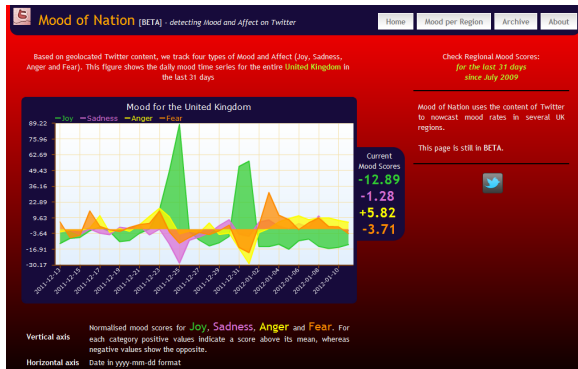 Mood of Nation [BETA] - detecting Mood and Affect on Twitter
Home
Mood per Region
Archive
About
Based on geolocated Twitter content, we track four types of Mood and Affect (Joy, Sadness,
Anger and Fear). This figure shows the daily mood time series for the entire United Kingdom in
the last 31 days
Check Regional Mood Scores:
for the last 31 days
since July 2009
Mood of Nation uses the content of Twitter
to nowcast mood rates in several UK
regions.
This page is still in BETA.
Mood for the United Kingdom
Joy
Sadness
Anger
Fear
89.22
75.96
62.69
49.43
36.16
22.89
9.63
-3.64
-16.91
-30.17
2011-12-13
2011-12-15
2011-12-17
2011-12-19
2011-12-21
2011-12-23
2011-12-25
2011-12-27
2011-12-29
2011-12-31
2012-01-02
2012-01-04
2012-01-06
2012-01-08
2012-01-10
Current
Mood Scores
-12.89
-1.28
+5.82
-3.71
Vertical axis
Normalised mood scores for Joy, Sadness, Anger and Fear. For
each category positive values indicate a score above its mean, whereas
negative values show the opposite.
Horizontal axis Date in yyyy-mm-dd format